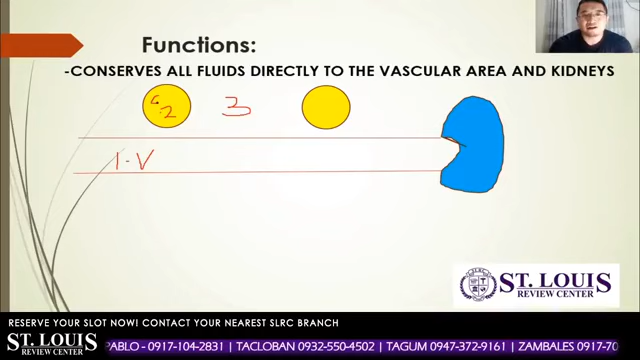 Functions:
-CONSERVES ALL FLUIDS DIRECTLY TO THE VASCULAR AREA AND KIDNEYS
2 3
1-V
ST. LOUIS
REVIEW CENTER
RESERVE YOUR SLOT NOW! CONTACT YOUR NEAREST SLRC BRANCH
ST. LOUIS
REVIEW CENTER
PABLO - 0917-104-2831 | TACLOBAN 0932-550-4502 | TAGUM 0947-372-9161 | ZAMBALES 0917-70